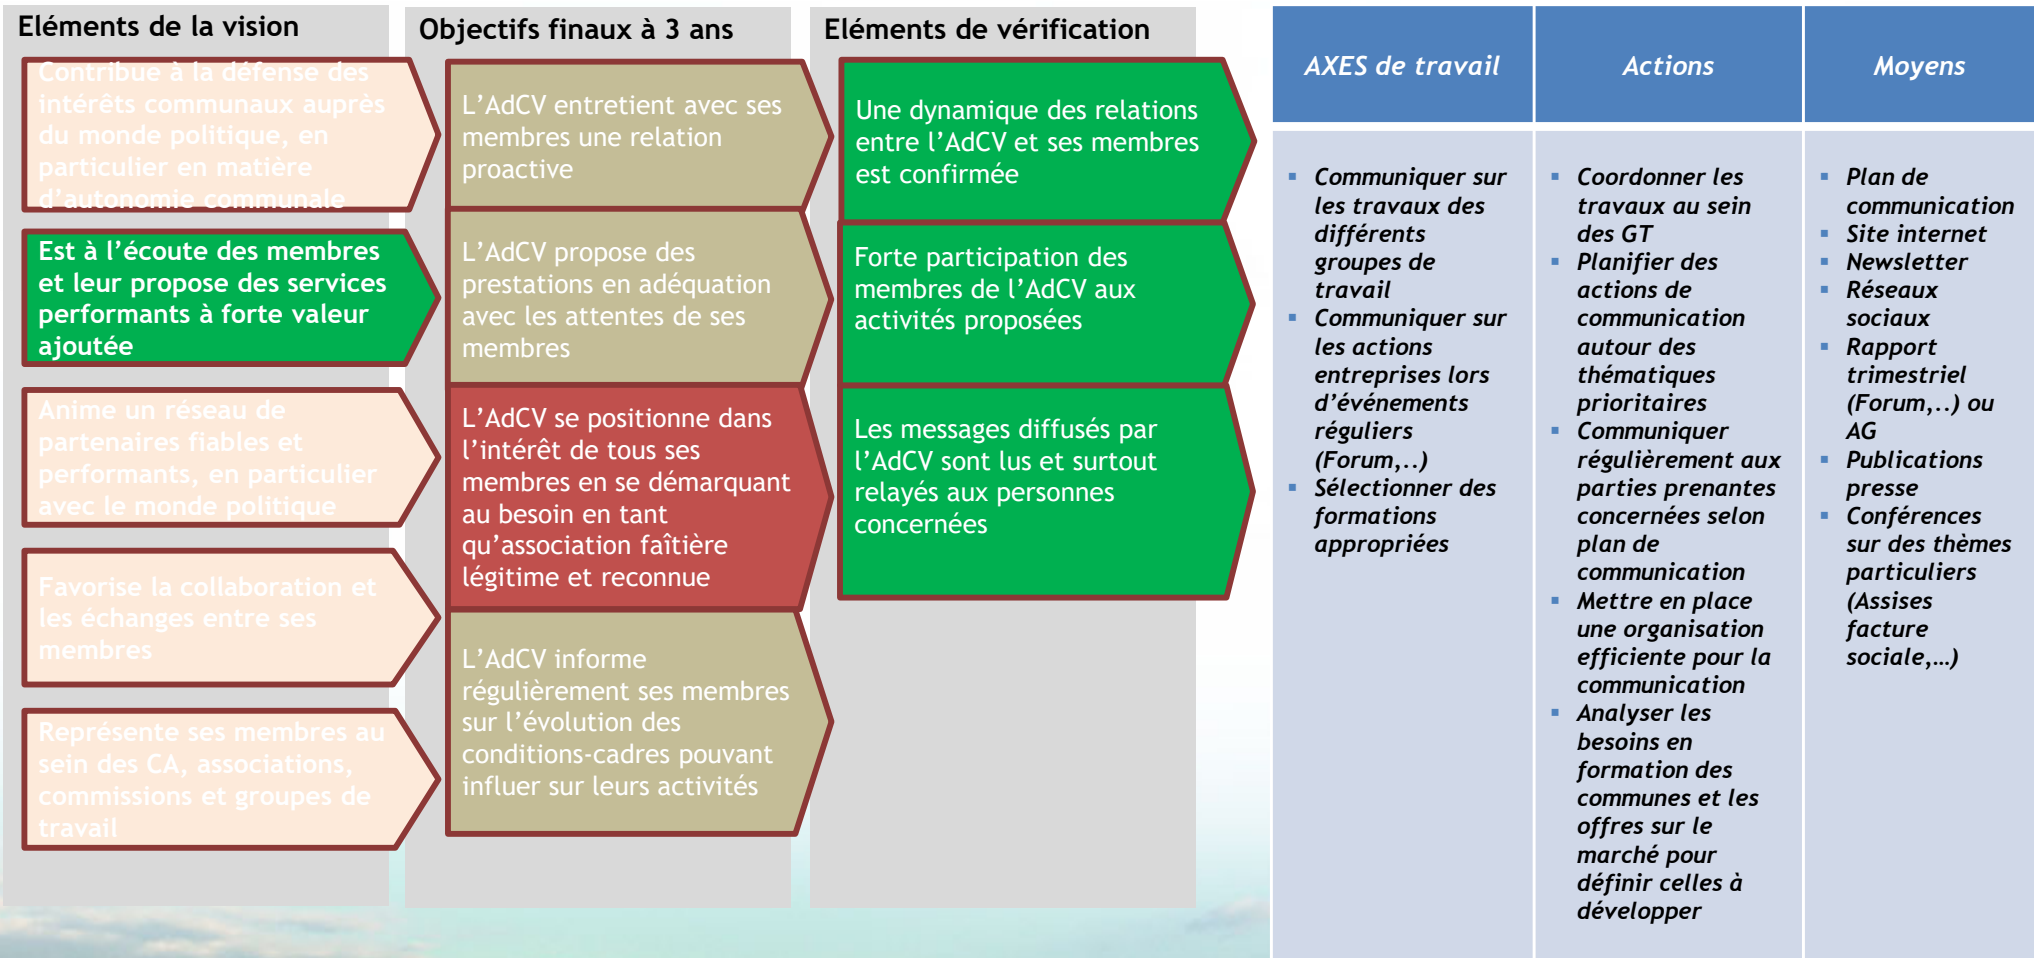 Eléments de la vision
Contribue à la défense des
intérêts communaux auprès
du monde politique, en
particulier en matière
d’autonomie communale
Est à l’écoute des membres
et leur propose des services
performants à forte valeur
ajoutée
Anime un réseau de
partenaires fiables et
performants, en particulier
avec le monde politique
Favorise la collaboration et
les échanges entre ses
membres
Représente ses membres au
sein des CA, associations,
commissions et groupes de
travail
Objectifs finaux à 3 ans
L’AdCV entretient avec ses
membres une relation
proactive
L’AdCV propose des
prestations en adéquation
avec les attentes de ses
membres
L’AdCV se positionne dans
l’intérêt de tous ses
membres en se démarquant
au besoin en tant
qu’association faîtière
légitime et reconnue
L’AdCV informe
régulièrement ses membres
sur l’évolution des
conditions-cadres pouvant
influer sur leurs activités
Eléments de vérification
Une dynamique des relations
entre l’AdCV et ses membres
est confirmée
Forte participation des
membres de l’AdCV aux
activités proposées
Les messages diffusés par
l’AdCV sont lus et surtout
relayés aux personnes
concernées
AXES de travail
▪ Communiquer sur
les travaux des
différents
groupes de
travail
▪ Communiquer sur
les actions
entreprises lors
d’événements
réguliers
(Forum,..)
▪ Sélectionner des
formations
appropriées
Actions
▪ Coordonner les
travaux au sein
des GT
▪ Planifier des
actions de
communication
autour des
thématiques
prioritaires
▪ Communiquer
régulièrement aux
parties prenantes
concernées selon
plan de
communication
▪ Mettre en place
une organisation
efficiente pour la
communication
▪ Analyser les
besoins en
formation des
communes et les
offres sur le
marché pour
définir celles à
développer
Moyens
▪ Plan de
communication
▪ Site internet
▪ Newsletter
▪ Réseaux
sociaux
▪ Rapport
trimestriel
(Forum,..) ou
AG
▪ Publications
presse
▪ Conférences
sur des thèmes
particuliers
(Assises
facture
sociale,…)